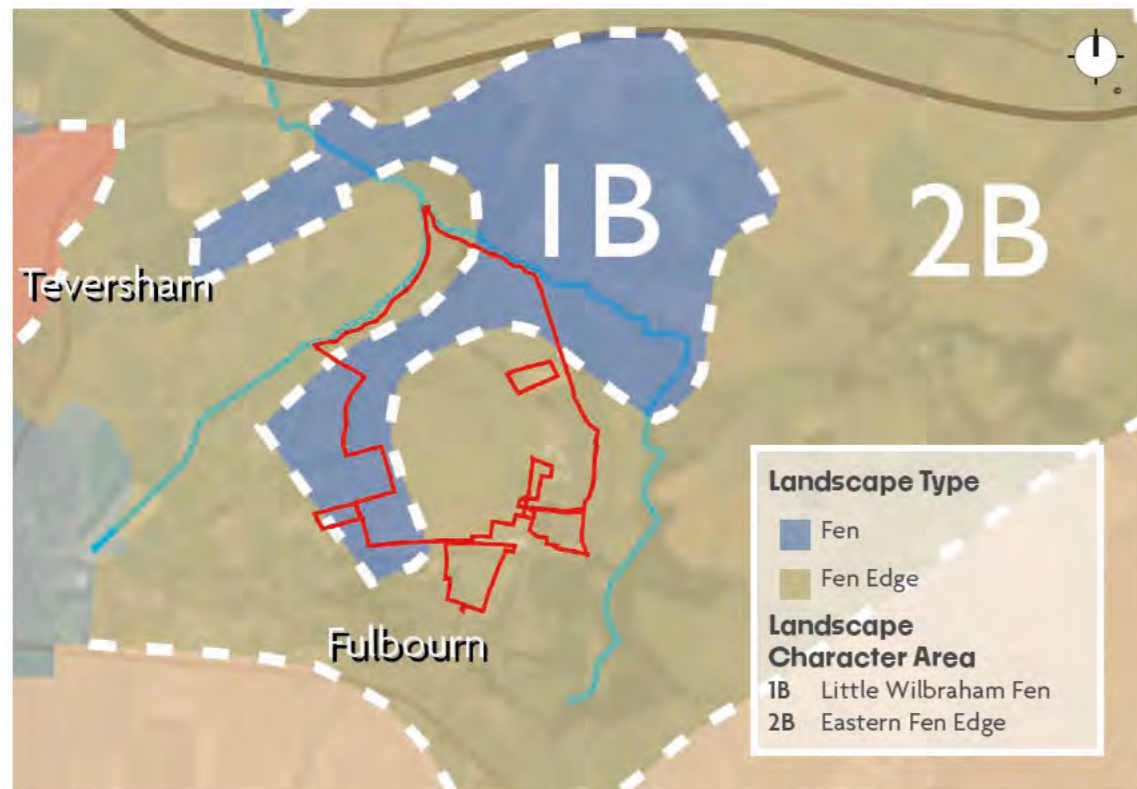 1B
2B
Teversham
Fulbourn
Landscape Type
Fen
Fen Edge
Landscape
Character Area
1B Little Wilbraham Fen
2B Eastern Fen Edge